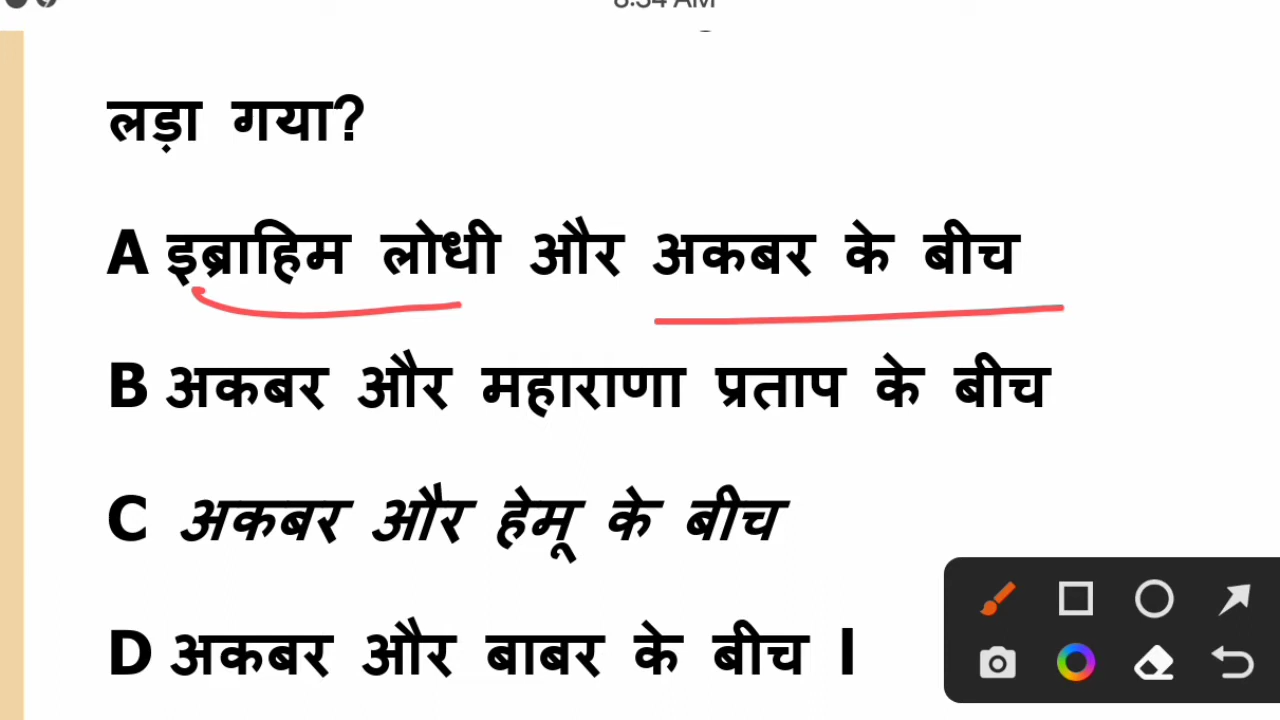 लड़ा गया?
A इब्राहिम लोधी और अकबर के बीच
B अकबर और महाराणा प्रताप के बीच
C अकबर और हेमू के बीच
D अकबर और बाबर के बीच l